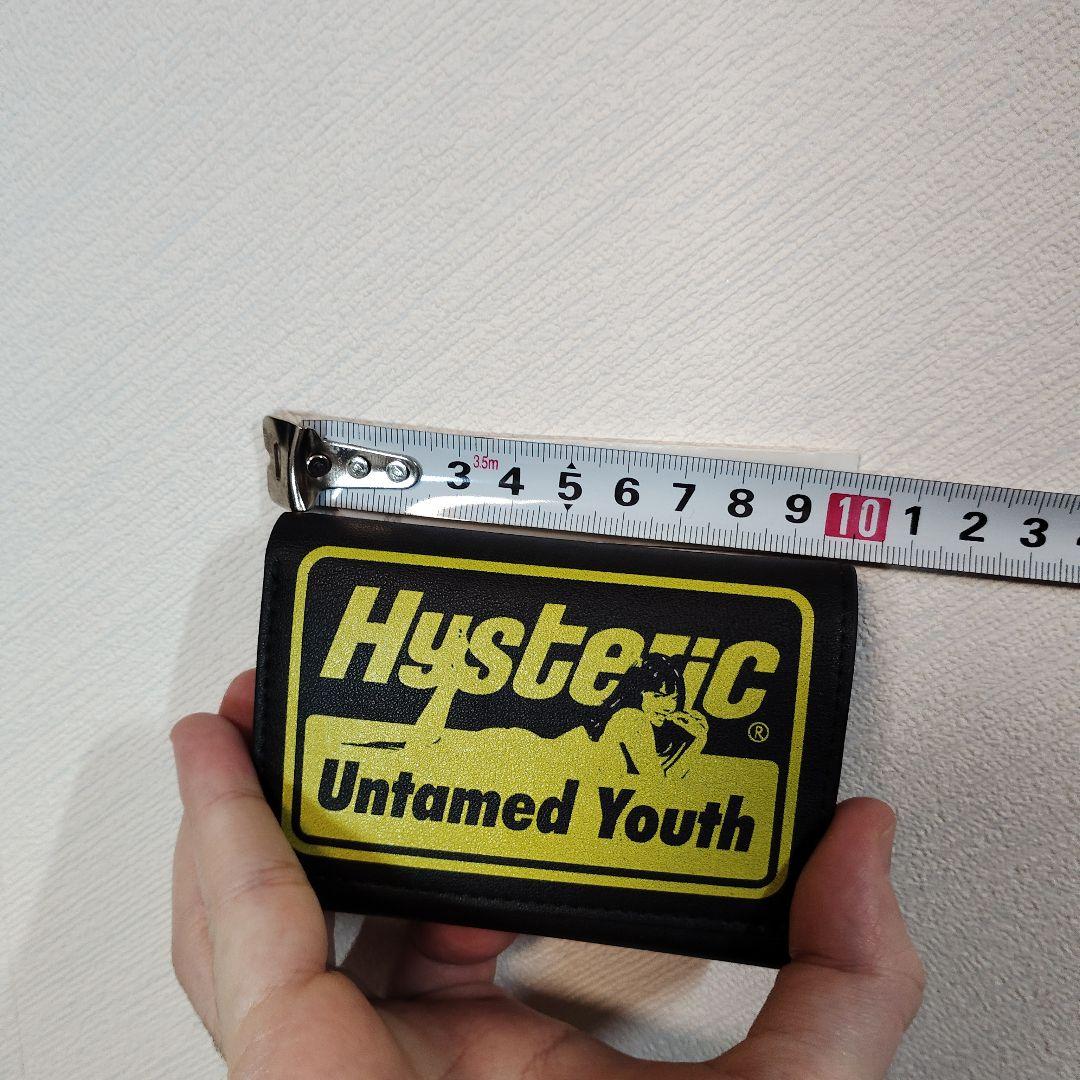 3.5m
3 4 5 6 7 8 9 10 1 2 3
Hysteric
®
Untamed Youth